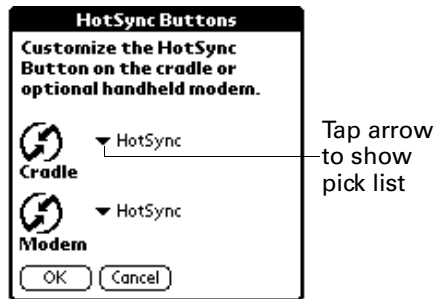 HotSync Buttons
Customize the HotSync
Button on the cradle or
optional handheld modem.
HotSync
Cradle
HotSync
Modem
OK Cancel
Tap arrow
to show
pick list